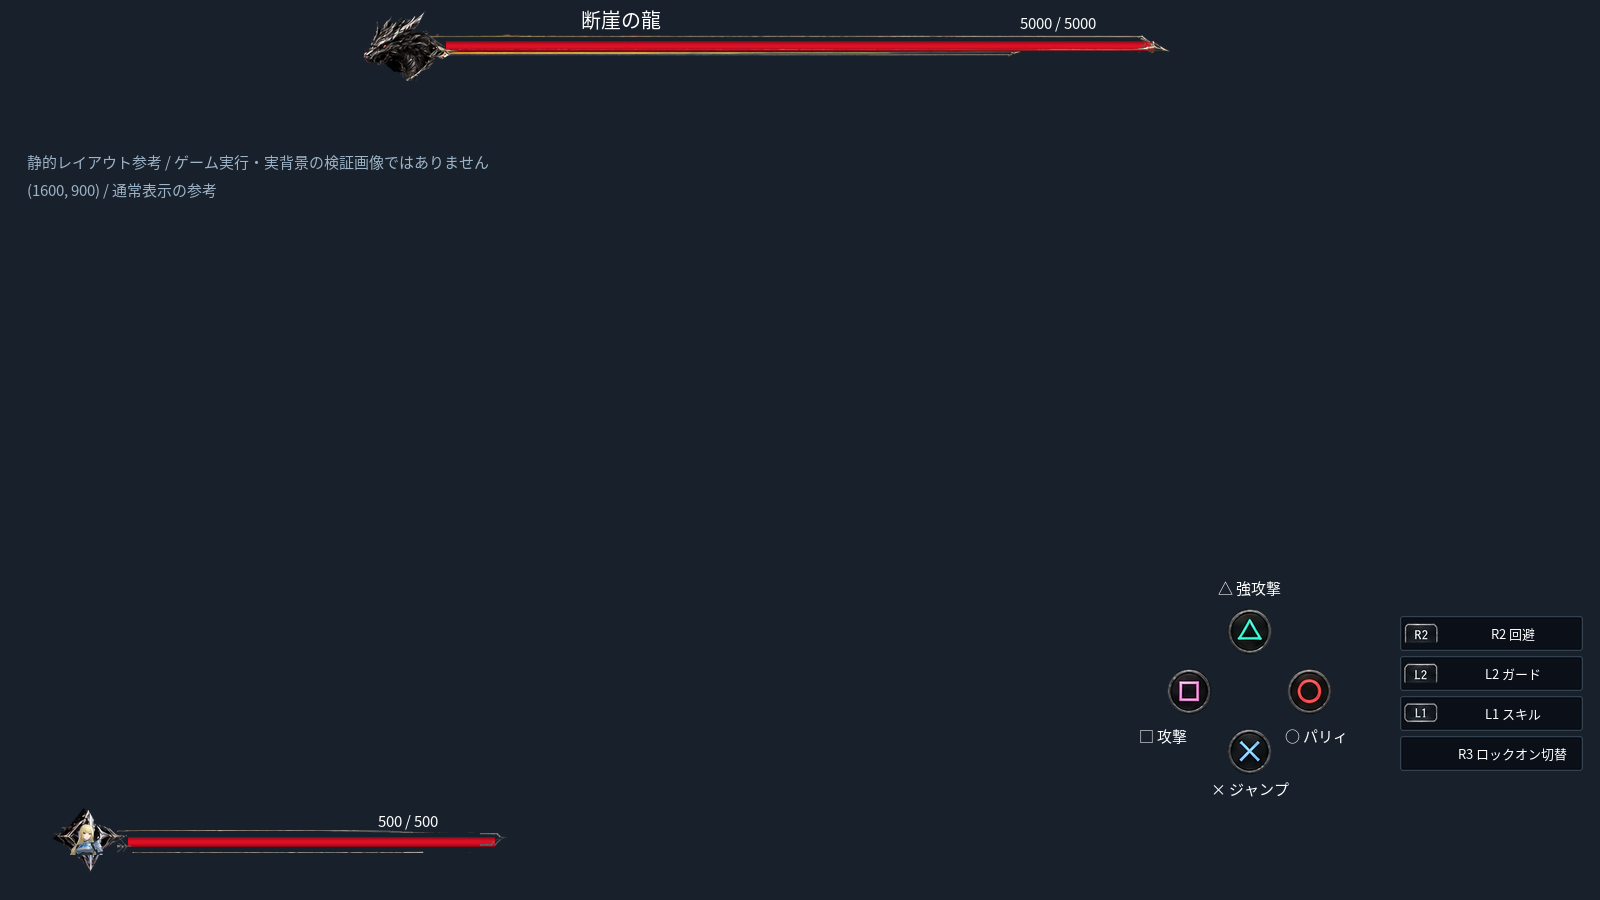 断崖の龍
5000 / 5000
静的レイアウト参考 / ゲーム実行・実背景の検証画像ではありません
(1600, 900) / 通常表示の参考
△ 強攻撃
□ 攻撃
○ パリィ
× ジャンプ
R2 R2 回避
L2 L2 ガード
L1 L1 スキル
R3 ロックオン切替
500 / 500